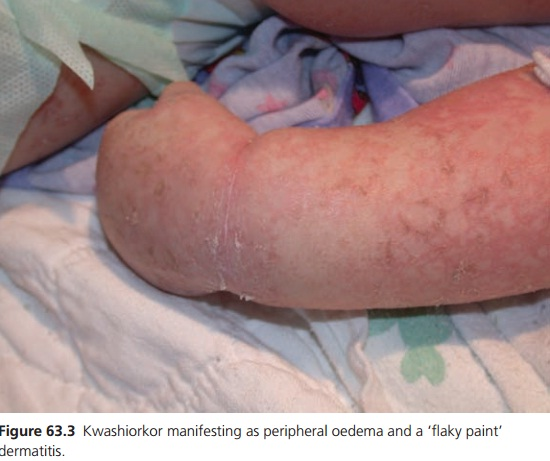 Figure 63.3 Kwashiorkor manifesting as peripheral oedema and a ‘flaky paint’
dermatitis.